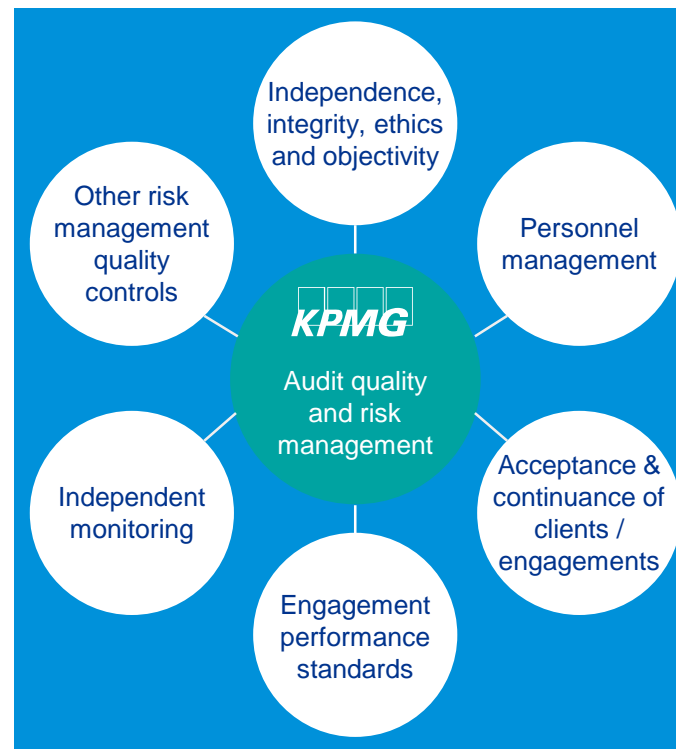 Independence,
integrity, ethics
and objectivity
Other risk
management
quality
controls
Personnel
management
KPMG
Audit quality
and risk
management
Independent
monitoring
Acceptance &
continuance of
clients /
engagements
Engagement
performance
standards